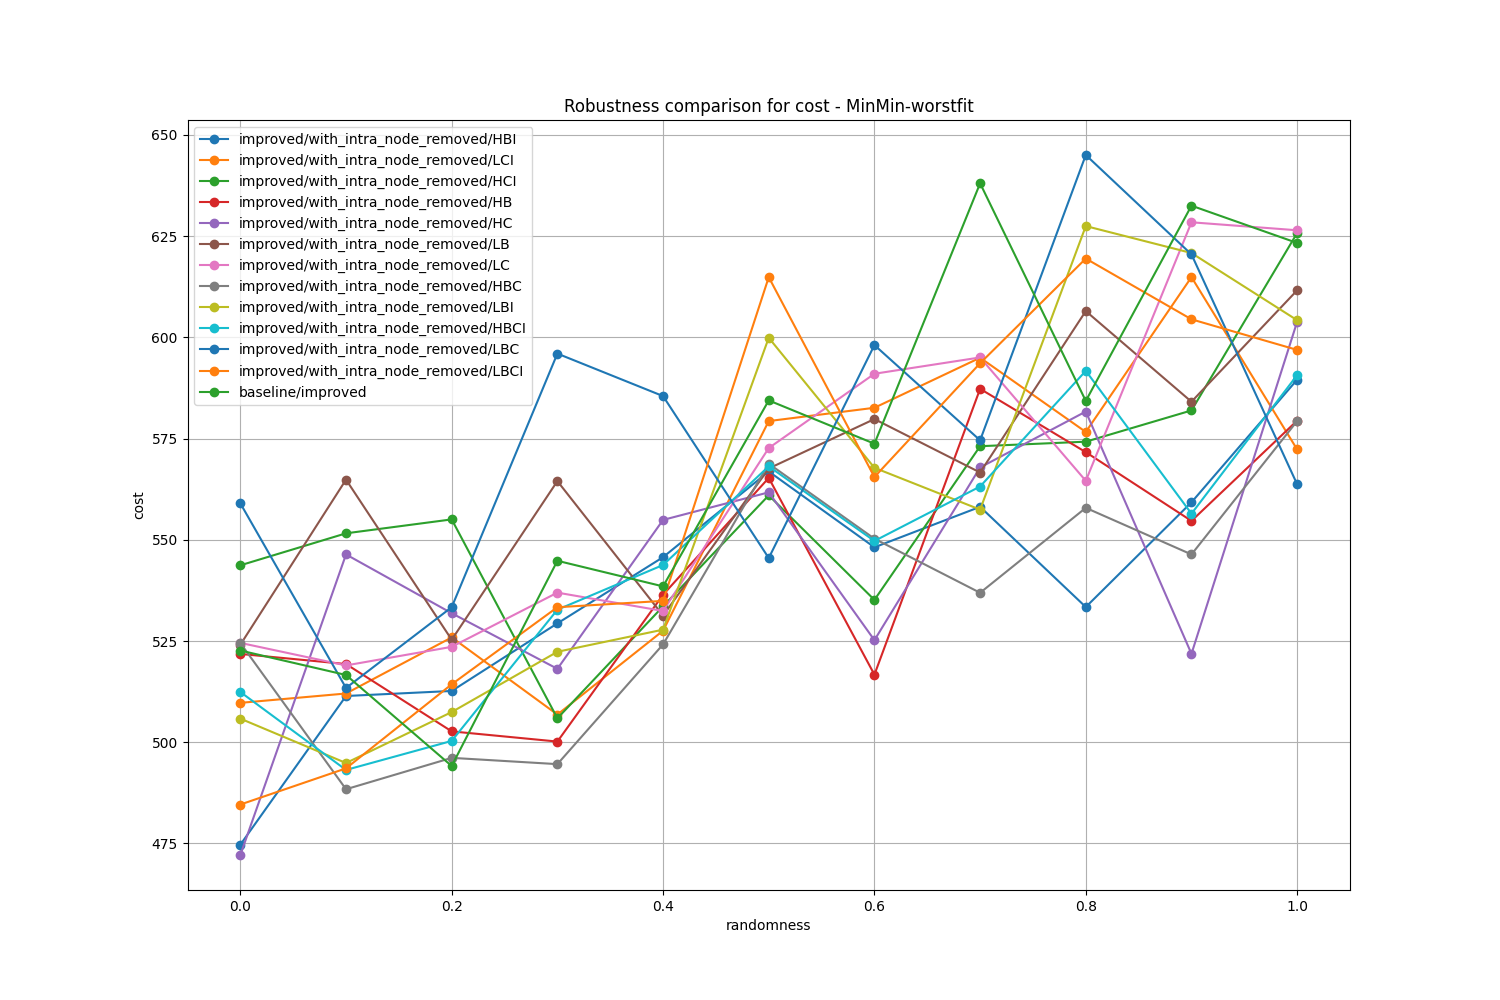 Robustness comparison for cost - MinMin-worstfit
650
625
600
575
550
525
500
475
cost
improved/with_intra_node_removed/HBI
improved/with_intra_node_removed/LCI
improved/with_intra_node_removed/HCI
improved/with_intra_node_removed/HB
improved/with_intra_node_removed/HC
improved/with_intra_node_removed/LB
improved/with_intra_node_removed/LC
improved/with_intra_node_removed/HBC
improved/with_intra_node_removed/LBI
improved/with_intra_node_removed/HBCI
improved/with_intra_node_removed/LBC
improved/with_intra_node_removed/LBCI
baseline/improved
0.0 0.2 0.4 0.6 0.8 1.0
randomness